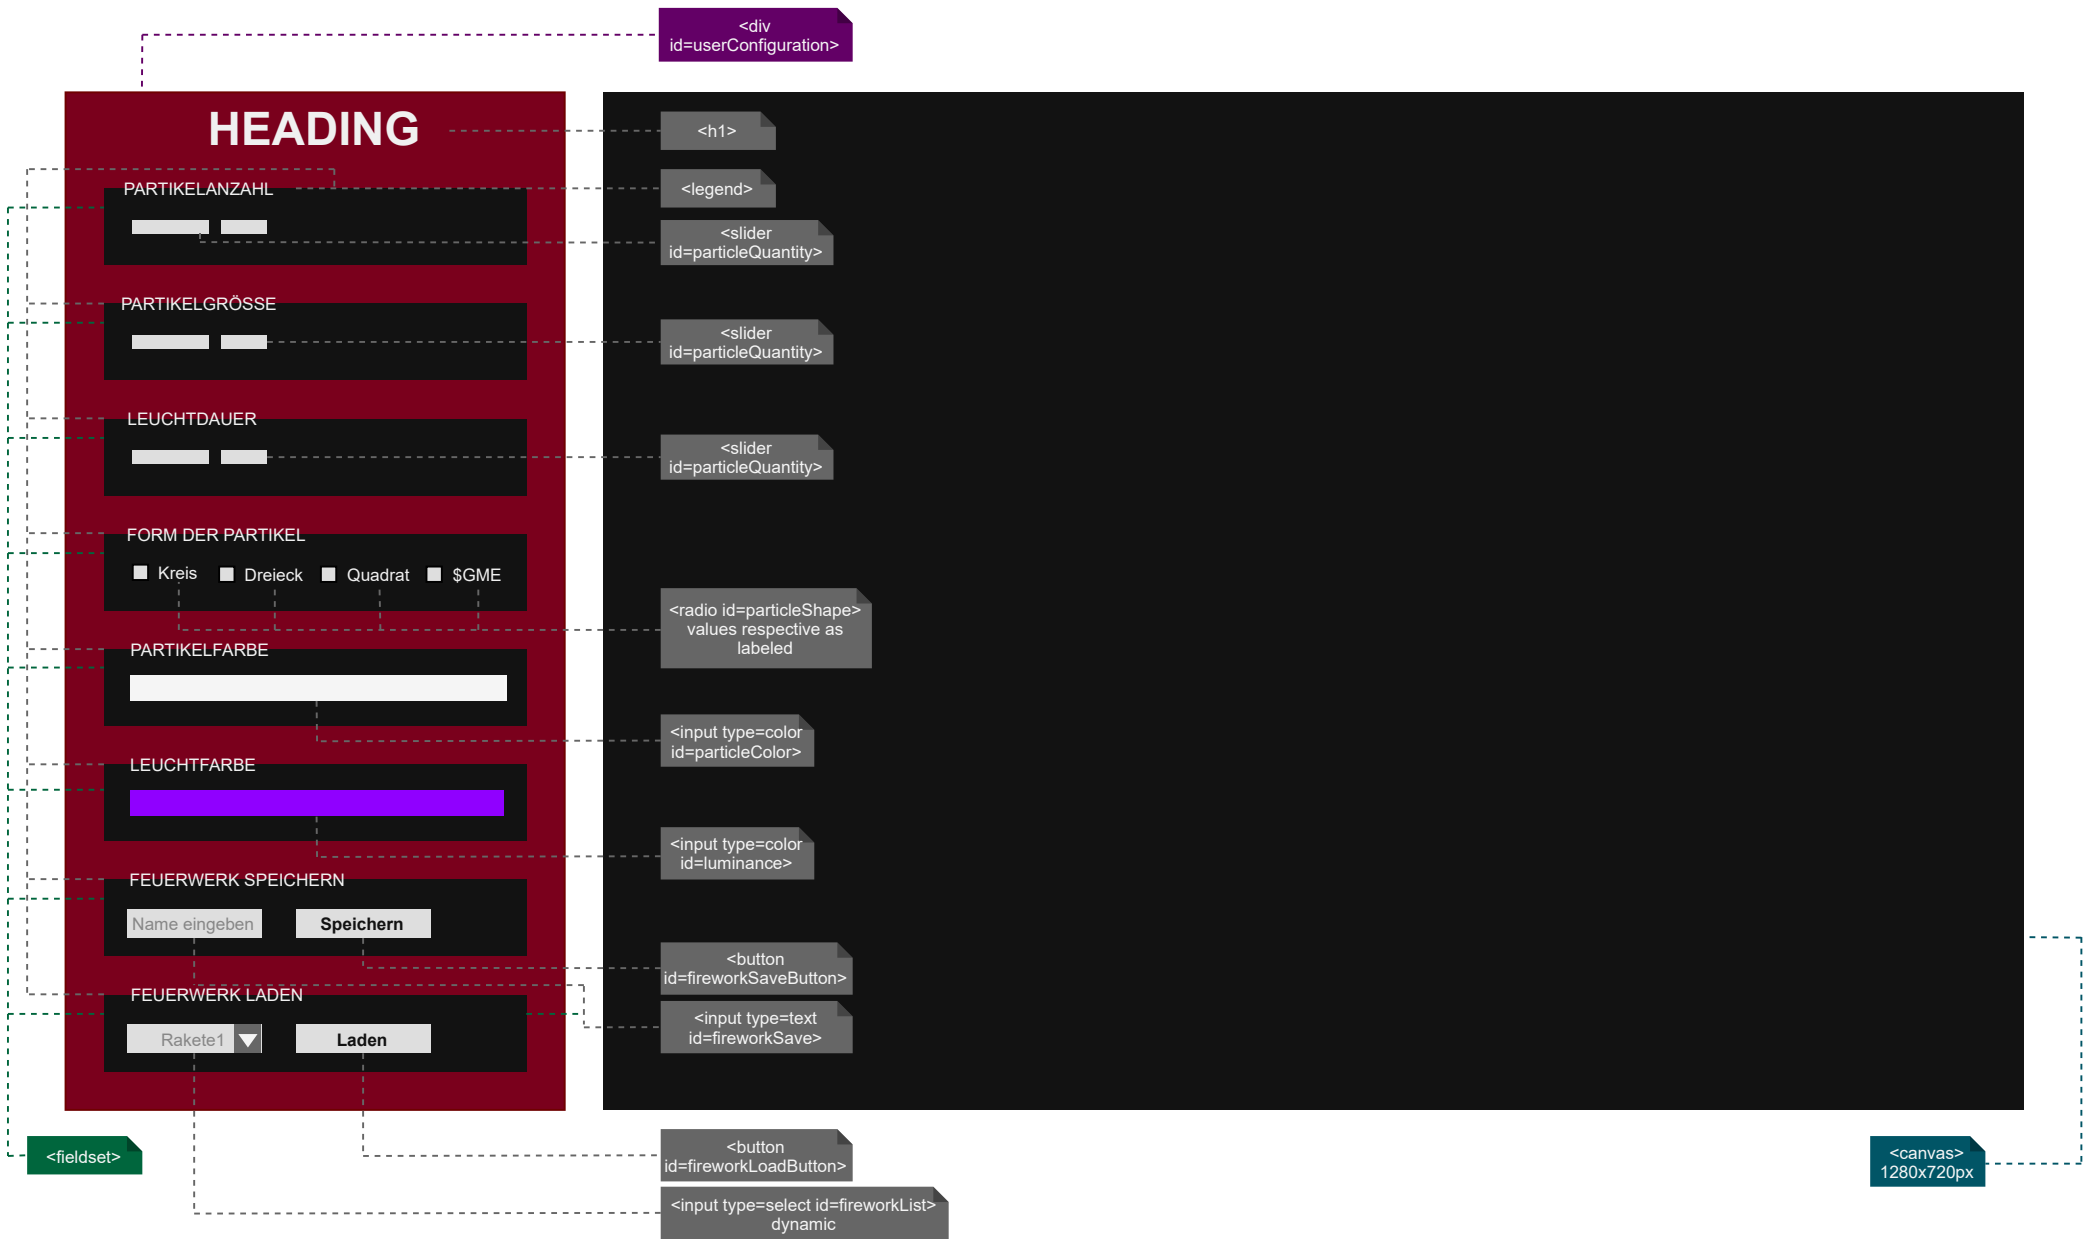 <div
id=userConfiguration>
HEADING
<h1>
PARTIKELANZAHL
<legend>
<slider
id=particleQuantity>
PARTIKELGRÖSSE
<slider
id=particleQuantity>
LEUCHTDAUER
<slider
id=particleQuantity>
FORM DER PARTIKEL
Kreis
Dreieck
Quadrat
$GME
<radio id=particleShape>
values respective as
labeled
PARTIKELFARBE
<input type=color
id=particleColor>
LEUCHTFARBE
<input type=color
id=luminance>
FEUERWERK SPEICHERN
Name eingeben
Speichern
<button
id=fireworkSaveButton>
FEUERWERK LADEN
<input type=text
id=fireworkSave>
Rakete1
Laden
<fieldset>
<button
id=fireworkLoadButton>
<canvas>
1280x720px
<input type=select id=fireworkList>
dynamic